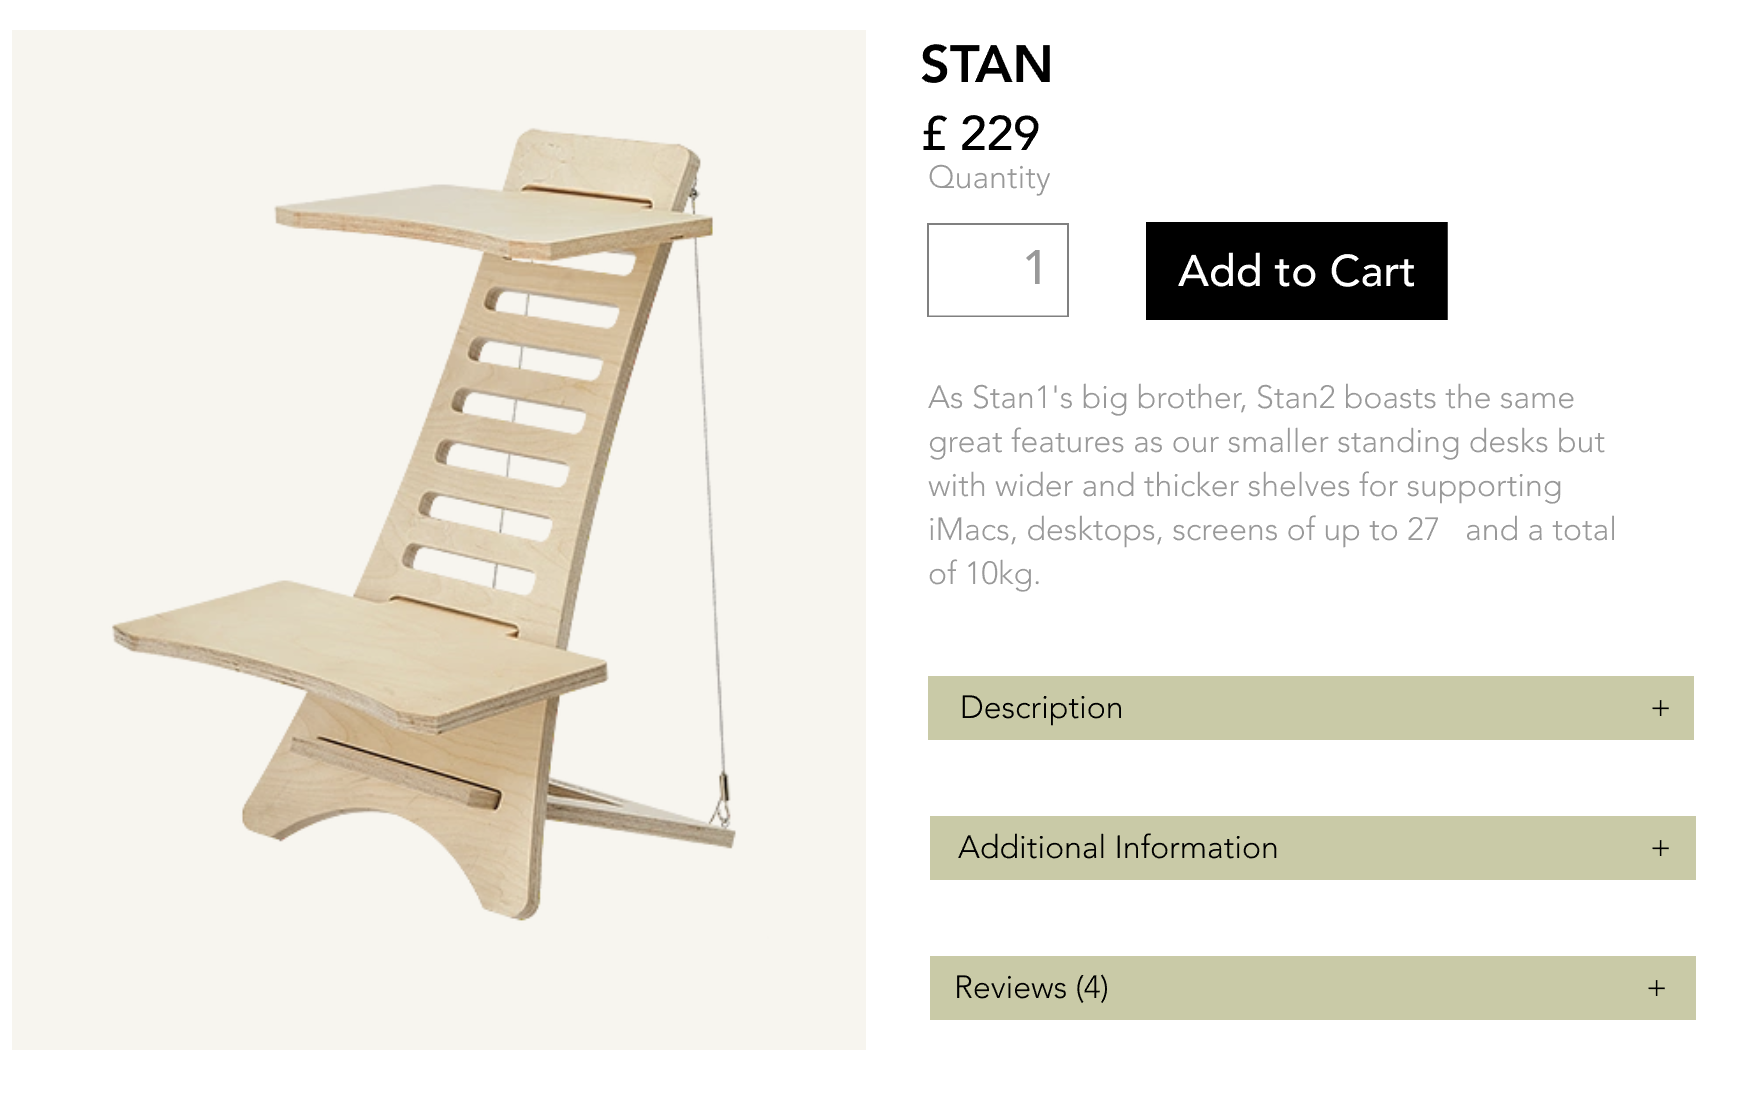 STAN
£ 229
Quantity
1
Add to Cart
As Stan1's big brother, Stan2 boasts the same
great features as our smaller standing desks but
with wider and thicker shelves for supporting
iMacs, desktops, screens of up to 27   and a total
of 10kg.
Description +
Additional Information +
Reviews (4) +